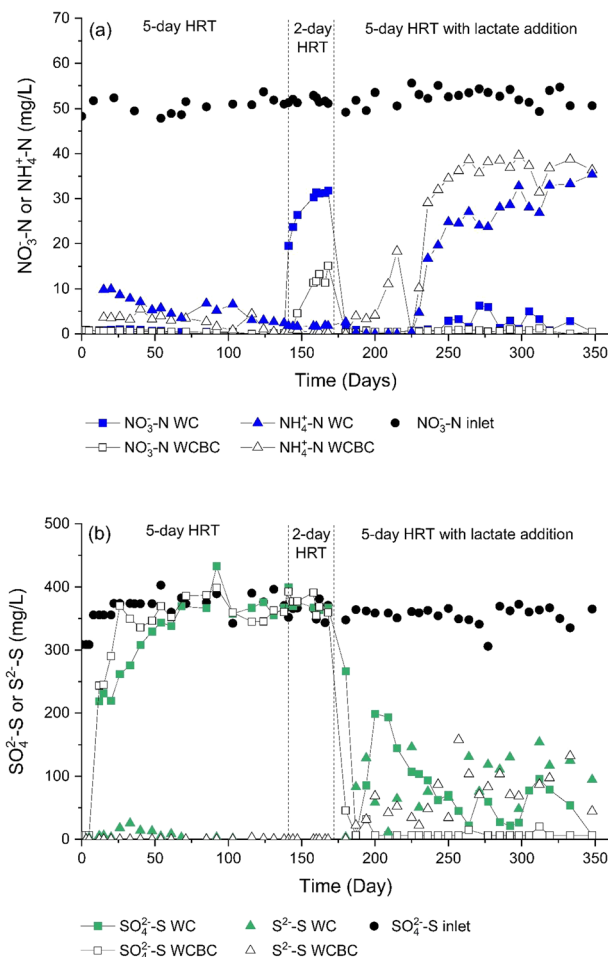 (a)
5-day HRT
2-day
HRT
5-day HRT with lactate addition
70
60
50
40
30
20
10
0
NO₃⁻-N or NH₄⁺-N (mg/L)
0 50 100 150 200 250 300 350
Time (Days)
NO₃⁻-N WC NH₄⁺-N WC NO₃⁻-N inlet
NO₃⁻-N WCBC NH₄⁺-N WCBC
(b)
5-day HRT
2-day
HRT
5-day HRT with lactate addition
500
400
300
200
100
0
SO₄²⁻-S or S²⁻-S (mg/L)
0 50 100 150 200 250 300 350
Time (Day)
SO₄²⁻-S WC S²⁻-S WC SO₄²⁻-S inlet
SO₄²⁻-S WCBC S²⁻-S WCBC